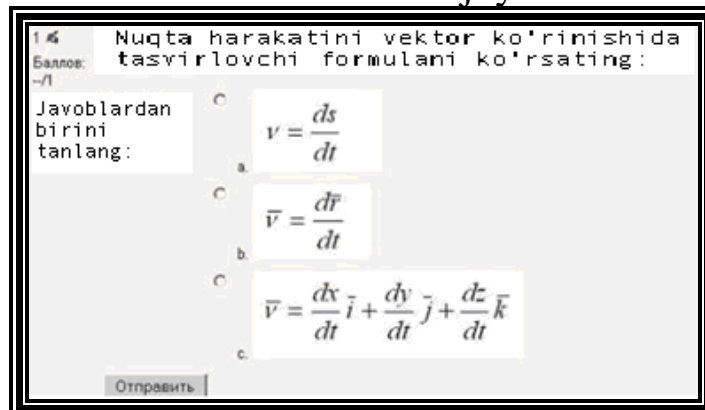 1
Баллов:
--/1
Nuqta harakatini vektor ko'rinishida
tasvirlovchi formulani ko'rsating:
Javoblardan
birini
tanlang:
a. v = ds/dt
b. v̅ = dr̅/dt
c. v̅ = dx/dt i̅ + dy/dt j̅ + dz/dt k̅
Отправить